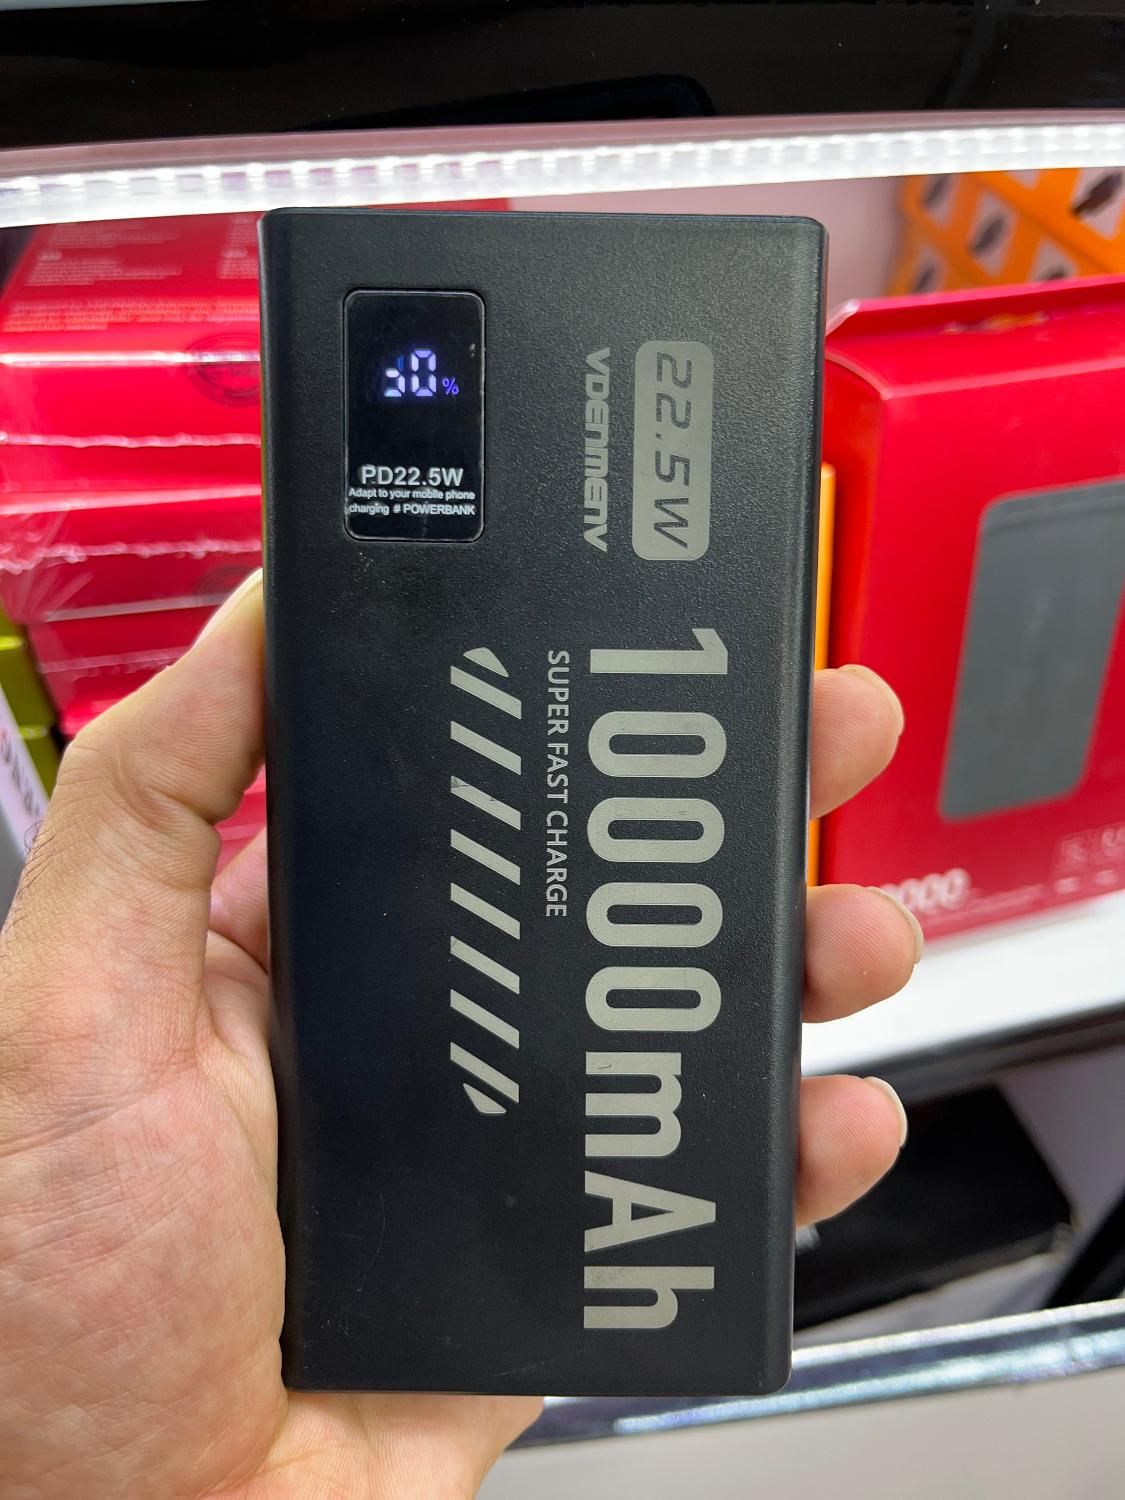 50%
PD22.5W
Adapt to your mobile phone
charging # POWERBANK
22.5W
VDENMENV
10000mAh
SUPER FAST CHARGE